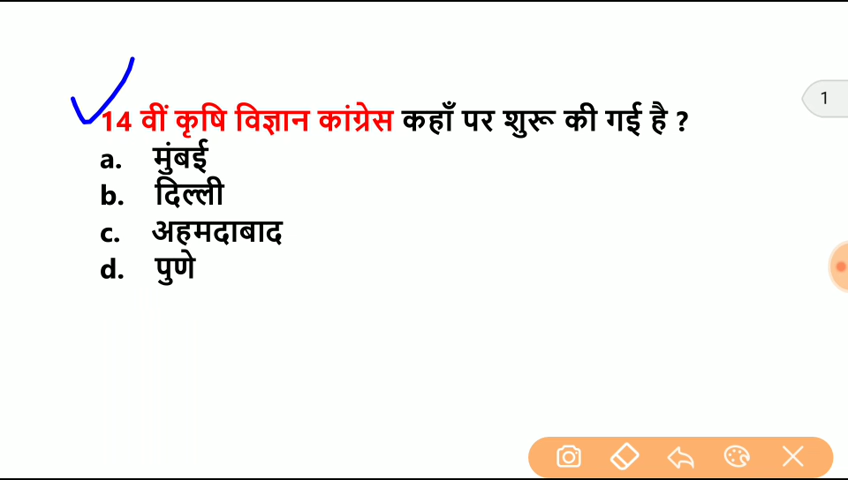 14 वीं कृषि विज्ञान कांग्रेस कहाँ पर शुरू की गई है ?
a. मुंबई
b. दिल्ली
c. अहमदाबाद
d. पुणे
1